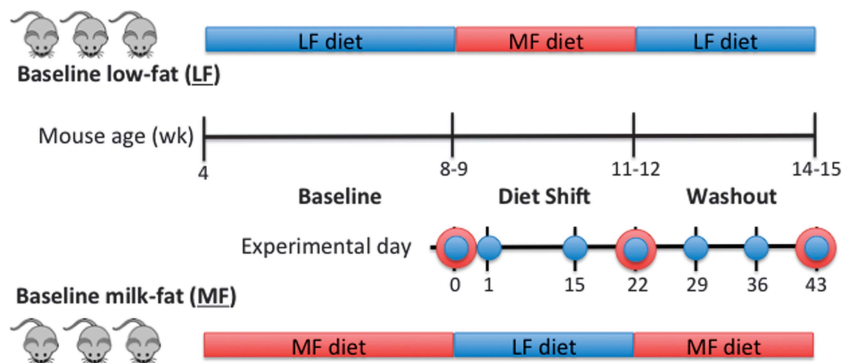 LF diet MF diet LF diet
Baseline low-fat (LF)
Mouse age (wk)
4 8-9 11-12 14-15
Baseline Diet Shift Washout
Experimental day
0 1 15 22 29 36 43
Baseline milk-fat (MF)
MF diet LF diet MF diet